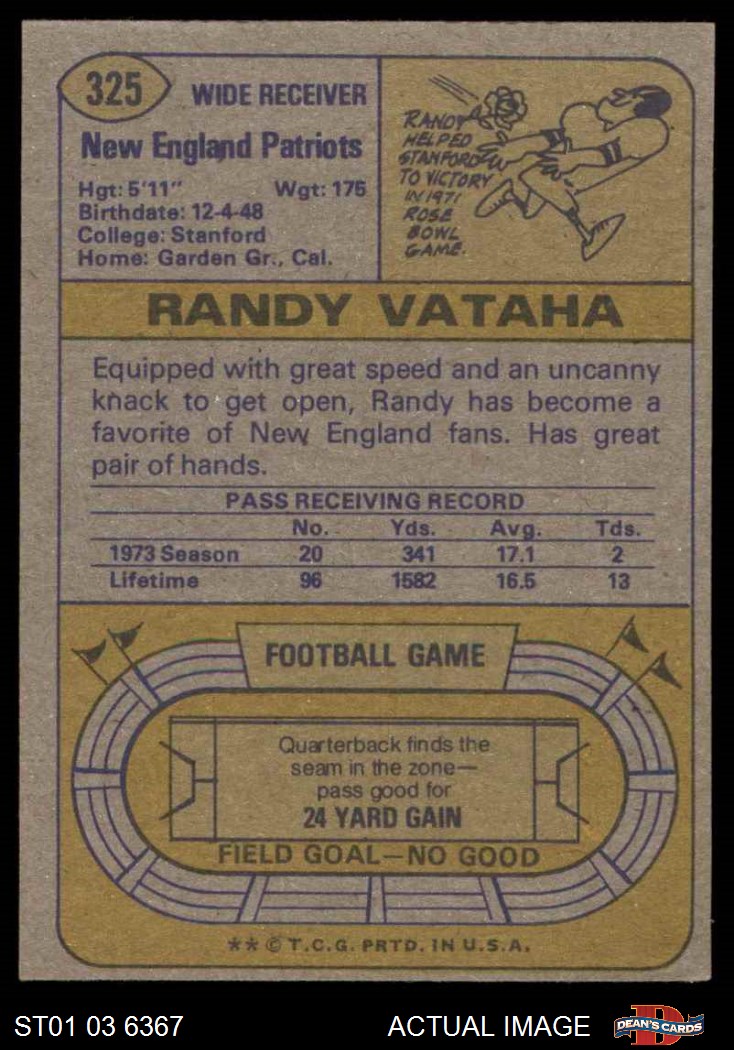 325
WIDE RECEIVER
New England Patriots
Hgt: 5'11" Wgt: 175
Birthdate: 12-4-48
College: Stanford
Home: Garden Gr., Cal.
RANDY
HELPED
STANFORD
TO VICTORY
IN 1971
ROSE
BOWL
GAME.
RANDY VATAHA
Equipped with great speed and an uncanny
knack to get open, Randy has become a
favorite of New England fans. Has great
pair of hands.
PASS RECEIVING RECORD
No. Yds. Avg. Tds.
1973 Season 20 341 17.1 2
Lifetime 96 1582 16.5 13
FOOTBALL GAME
Quarterback finds the
seam in the zone—
pass good for
24 YARD GAIN
FIELD GOAL—NO GOOD
** © T.C.G. PRTD. IN U.S.A.
ST01 03 6367 ACTUAL IMAGE
D
DEAN'S CARDS